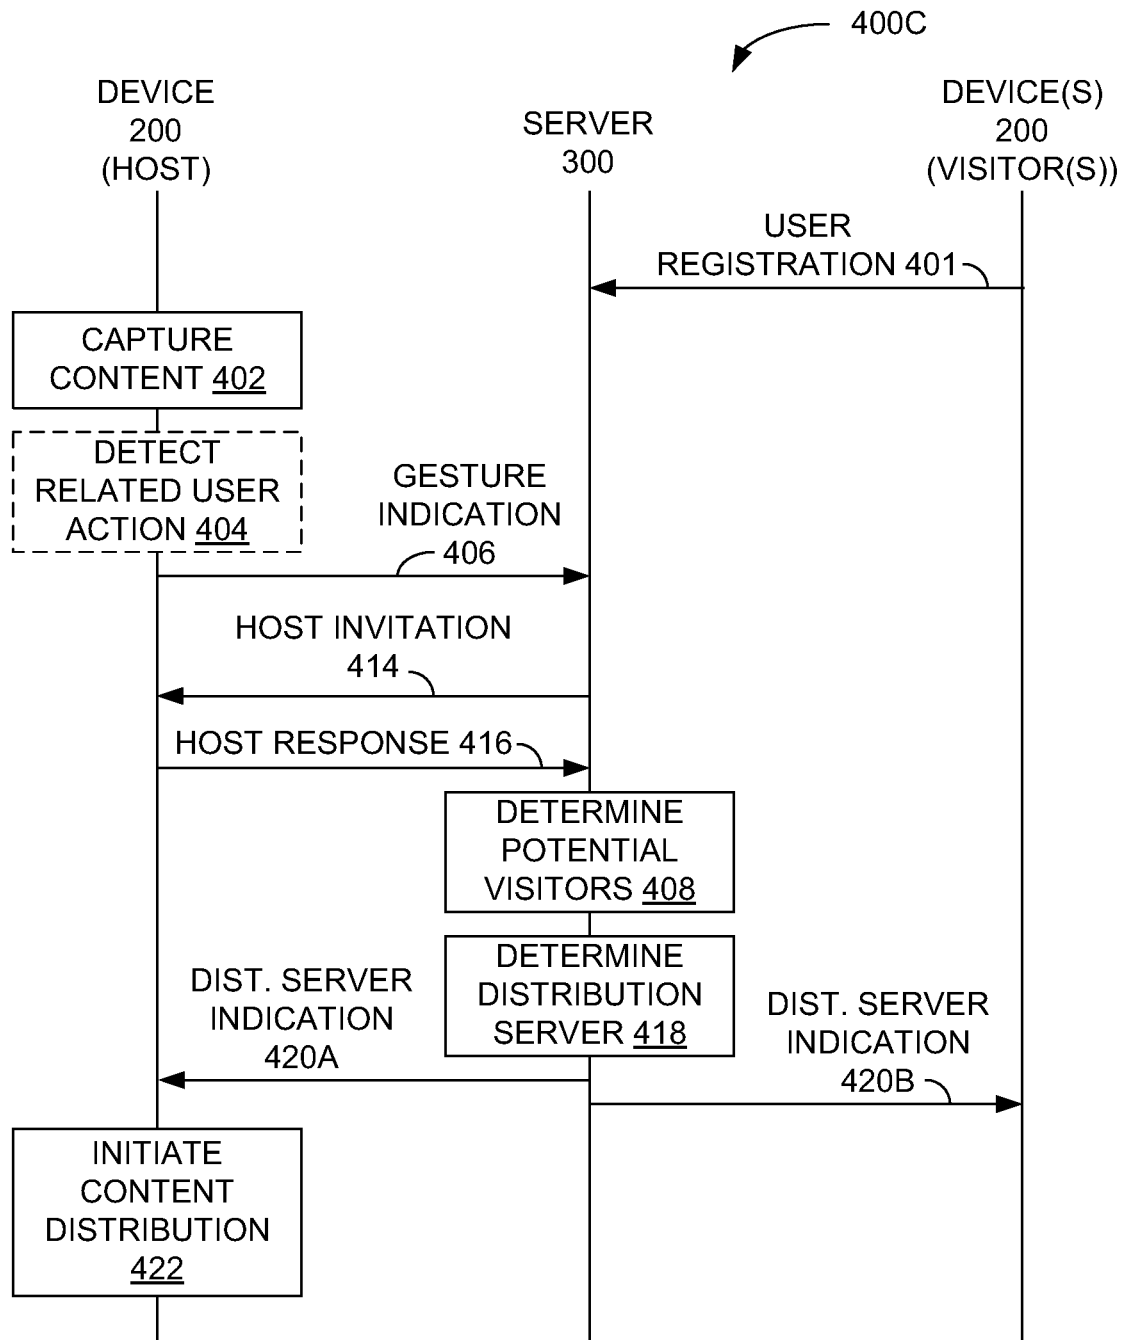 400C
DEVICE
200
(HOST)
SERVER
300
DEVICE(S)
200
(VISITOR(S))
USER
REGISTRATION 401
CAPTURE
CONTENT 402
DETECT
RELATED USER
ACTION 404
GESTURE
INDICATION
406
HOST INVITATION
414
HOST RESPONSE 416
DETERMINE
POTENTIAL
VISITORS 408
DETERMINE
DISTRIBUTION
SERVER 418
DIST. SERVER
INDICATION
420A
DIST. SERVER
INDICATION
420B
INITIATE
CONTENT
DISTRIBUTION
422